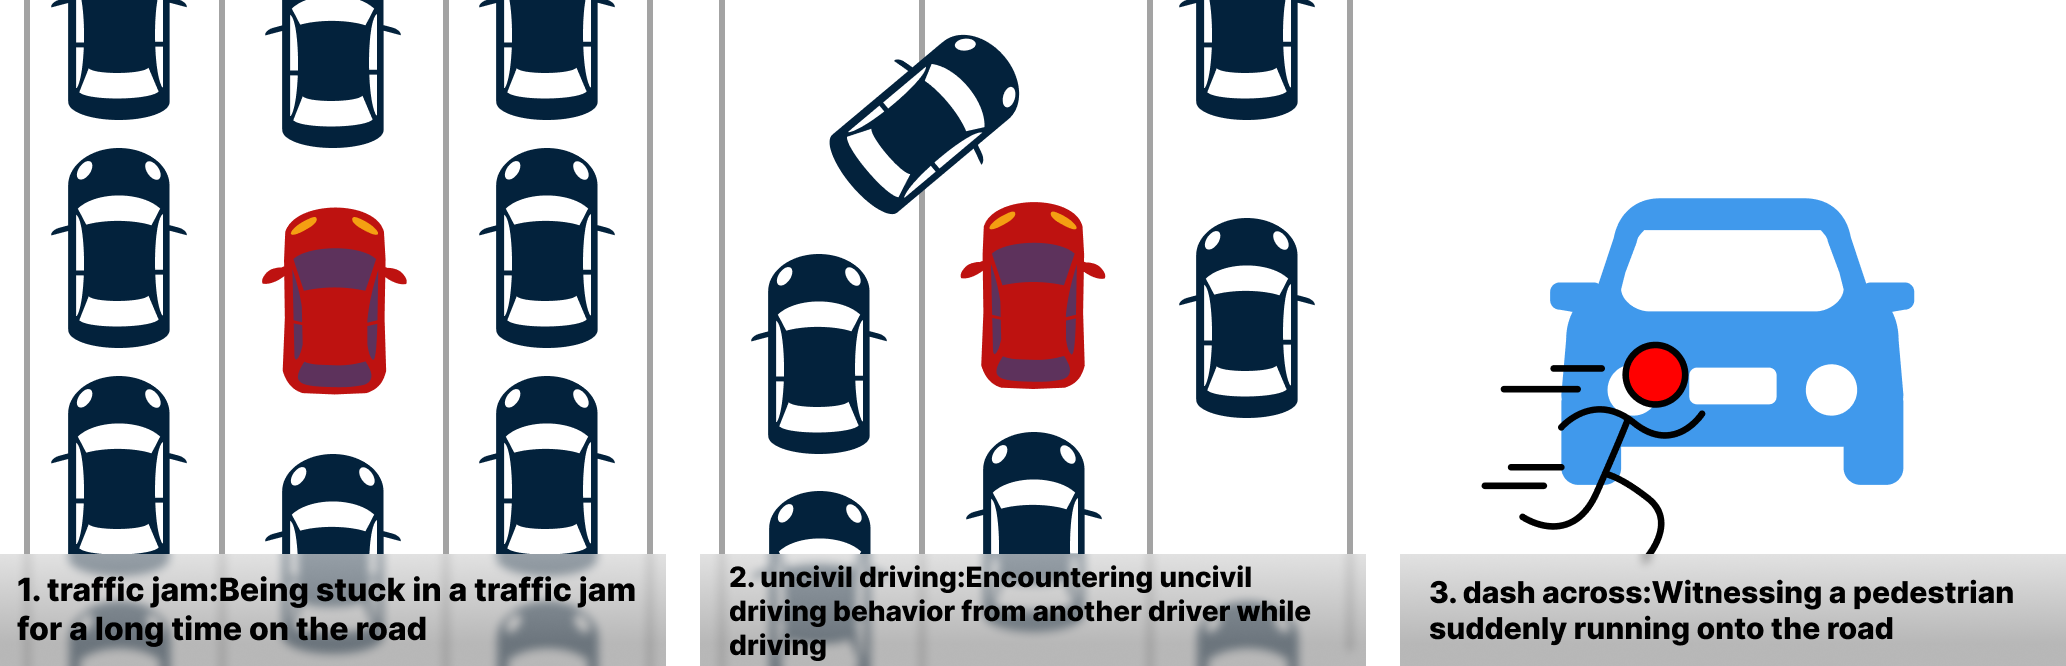 1. traffic jam:Being stuck in a traffic jam
for a long time on the road
2. uncivil driving:Encountering uncivil
driving behavior from another driver while
driving
3. dash across:Witnessing a pedestrian
suddenly running onto the road